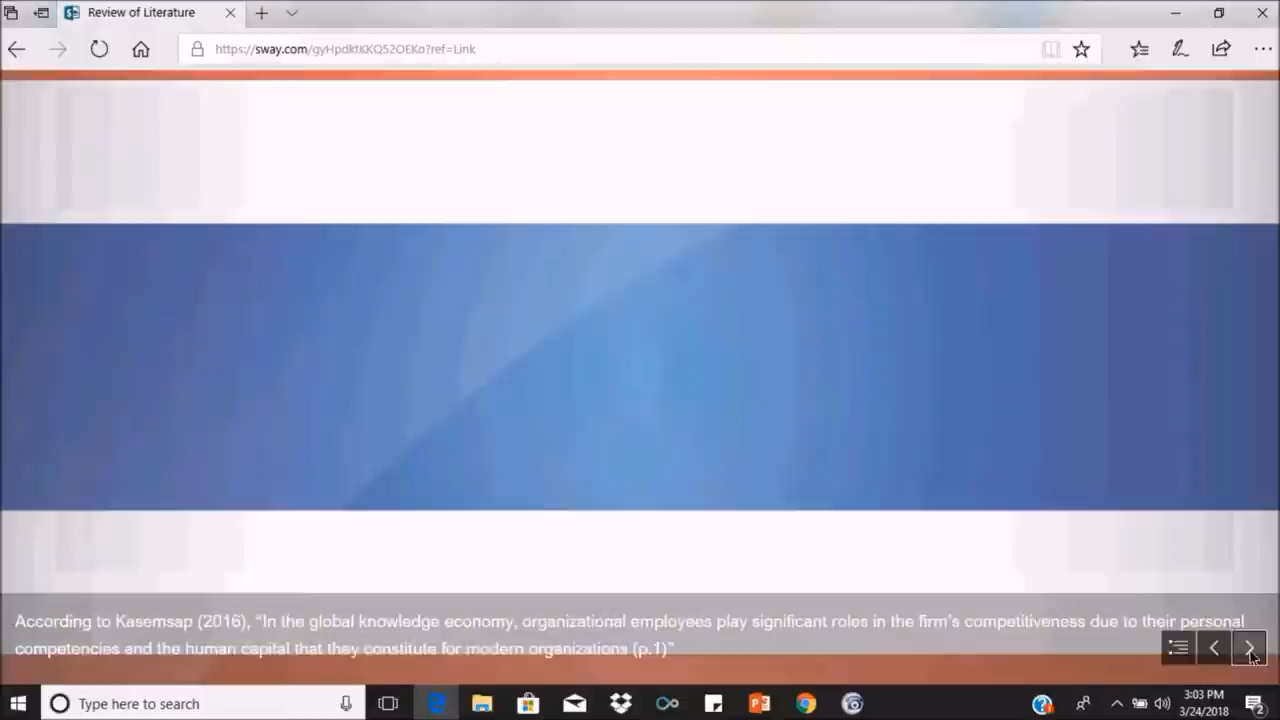 Review of Literature
https://sway.com/gyHpdktKKQ52OEKo?ref=Link
According to Kasemsap (2016), “In the global knowledge economy, organizational employees play significant roles in the firm’s competitiveness due to their personal
competencies and the human capital that they constitute for modern organizations (p.1)”
Type here to search
3:03 PM
3/24/2018
2